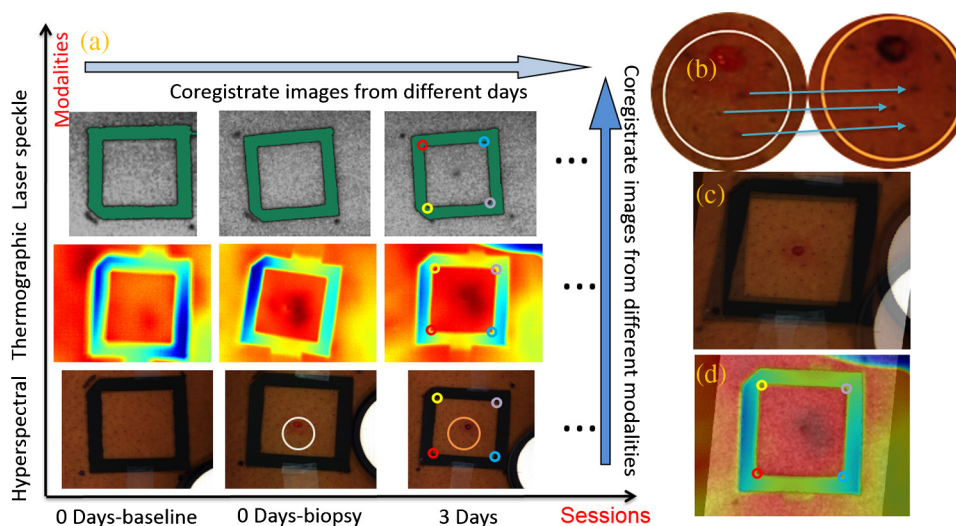 (a)
Modalities
Coregistrate images from different days
Laser speckle
Thermographic
Hyperspectral
...
...
...
0 Days-baseline
0 Days-biopsy
3 Days
Sessions
Coregistrate images from different modalities
(b)
(c)
(d)